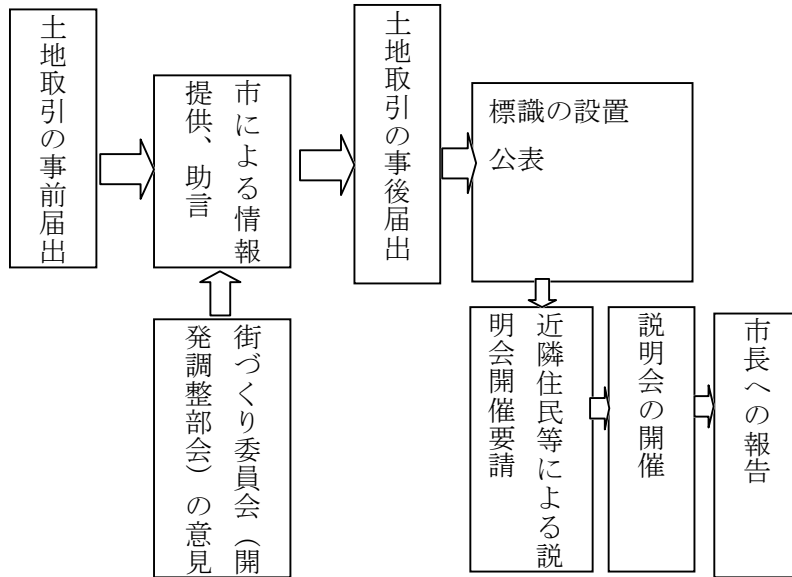 土地取引の事前届出
市による情報
提供、助言
土地取引の事後届出
標識の設置
公表
街づくり委員会（開
発調整部会）の意見
近隣住民等による説
明会開催要請
説明会の開催
市長への報告